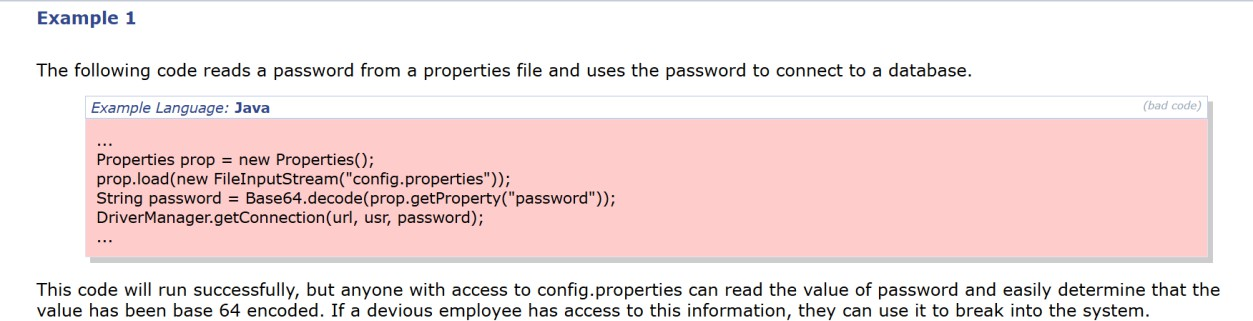 Example 1
The following code reads a password from a properties file and uses the password to connect to a database.
Example Language: Java
(bad code)
...
Properties prop = new Properties();
prop.load(new FileInputStream("config.properties"));
String password = Base64.decode(prop.getProperty("password"));
DriverManager.getConnection(url, usr, password);
...
This code will run successfully, but anyone with access to config.properties can read the value of password and easily determine that the
value has been base 64 encoded. If a devious employee has access to this information, they can use it to break into the system.